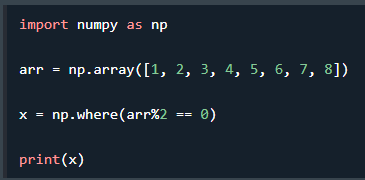 import numpy as np
arr = np.array([1, 2, 3, 4, 5, 6, 7, 8])
x = np.where(arr%2 == 0)
print(x)